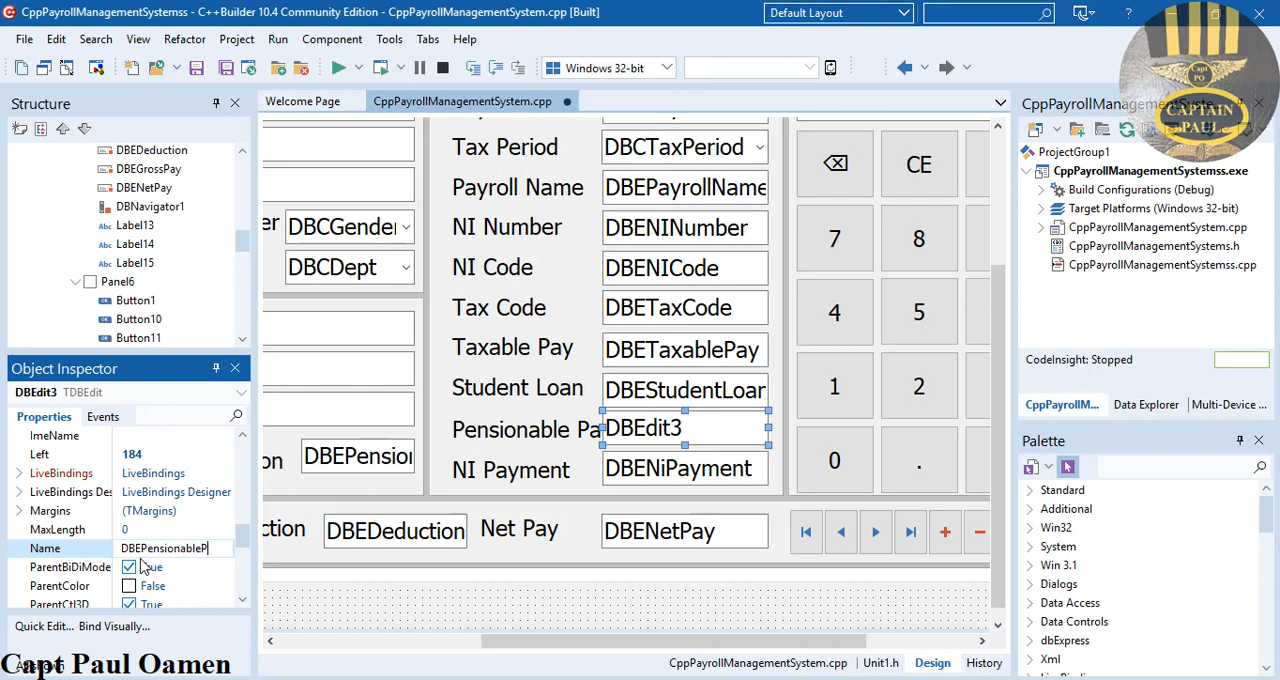 CppPayrollManagementSystemss - C++Builder 10.4 Community Edition - CppPayrollManagementSystem.cpp [Built]
Default Layout
File Edit Search View Refactor Project Run Component Tools Tabs Help
Windows 32-bit
Capt PO
CAPTAIN PAUL
Structure
DBEDeduction
DBEGrossPay
DBENetPay
DBNavigator1
Label13
Label14
Label15
Panel6
Button1
Button10
Button11
Object Inspector
DBEdit3 TDBEdit
Properties Events
ImeName
Left 184
LiveBindings LiveBindings
LiveBindings Des LiveBindings Designer
Margins (TMargins)
MaxLength 0
Name DBEPensionableP
ParentBiDiMode
ParentColor False
ParentCtl3D True
Quick Edit... Bind Visually...
Capt Paul Oamen
Welcome Page CppPayrollManagementSystem.cpp
Tax Period DBCTaxPeriod
Payroll Name DBEPayrollName
NI Number DBENINumber
DBCGender
NI Code DBENICode
DBCDept
Tax Code DBETaxCode
Taxable Pay DBETaxablePay
Student Loan DBEStudentLoan
Pensionable Pa DBEdit3
DBEPension
NI Payment DBENiPayment
DBEDeduction Net Pay DBENetPay
CE
7 8
4 5
1 2
0 .
CppPayrollManagementSystem.cpp Unit1.h Design History
CppPayrollManagementSyste
ProjectGroup1
CppPayrollManagementSystemss.exe
Build Configurations (Debug)
Target Platforms (Windows 32-bit)
CppPayrollManagementSystem.cpp
CppPayrollManagementSystems.h
CppPayrollManagementSystemss.cpp
CodeInsight: Stopped
CppPayrollM... Data Explorer Multi-Device ...
Palette
Standard
Additional
Win32
System
Win 3.1
Dialogs
Data Access
Data Controls
dbExpress
Xml